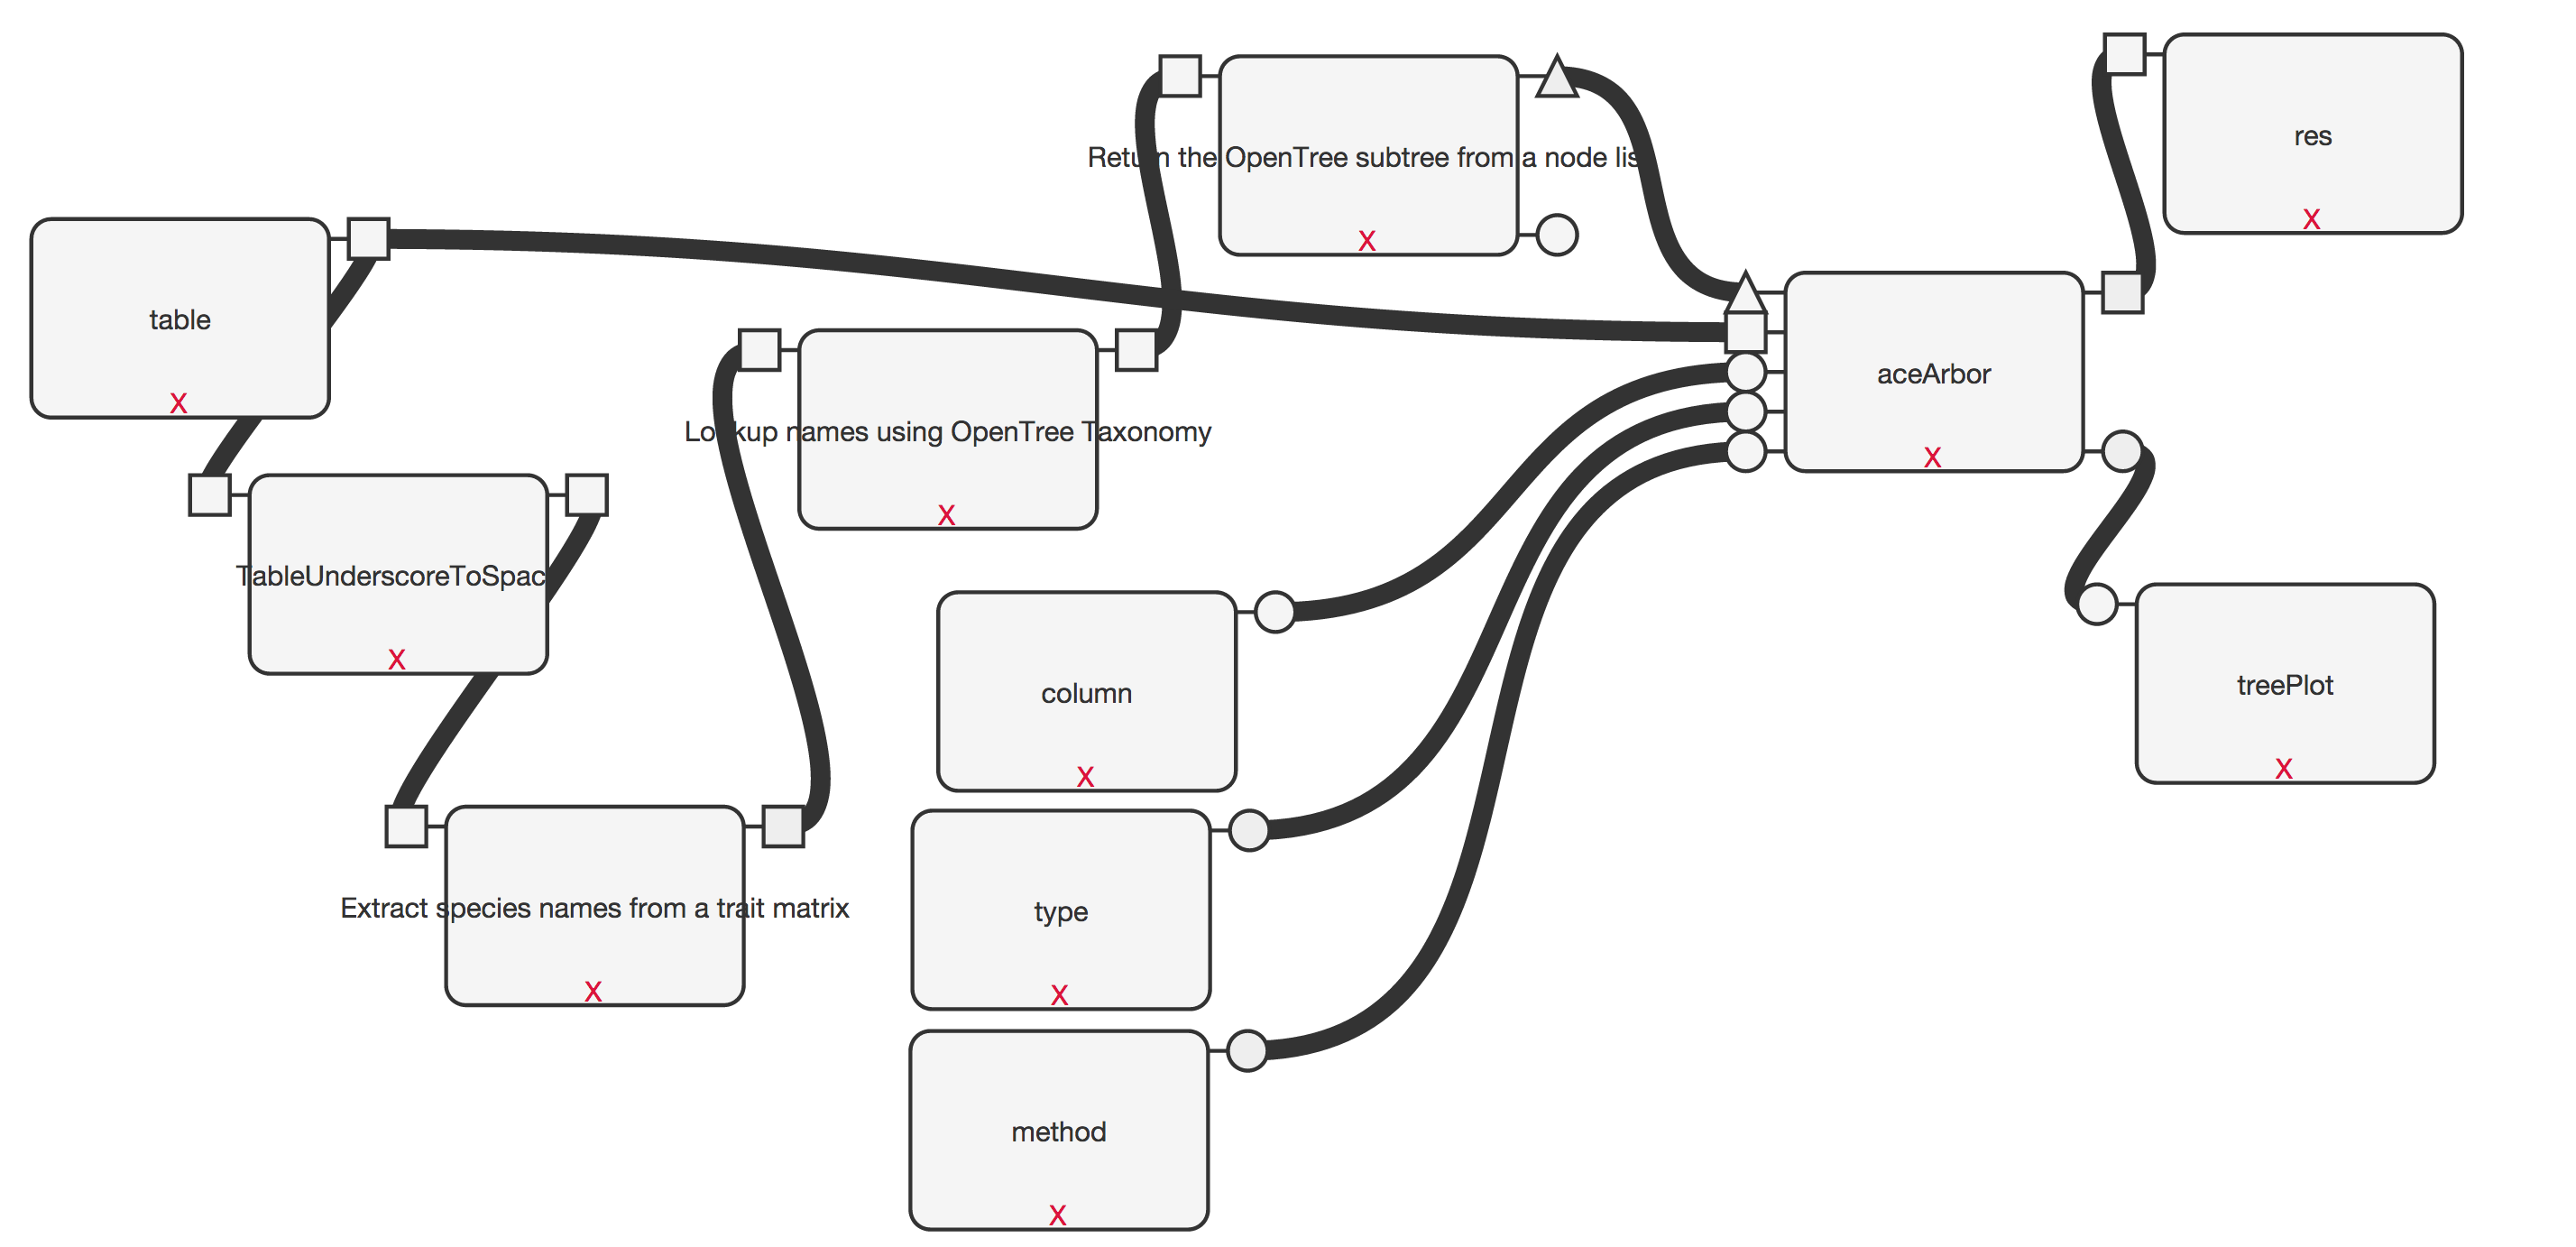 table
X
TableUnderscoreToSpac
X
Extract species names from a trait matrix
X
Lookup names using OpenTree Taxonomy
X
Return the OpenTree subtree from a node lis
X
column
X
type
X
method
X
aceArbor
X
res
X
treePlot
X